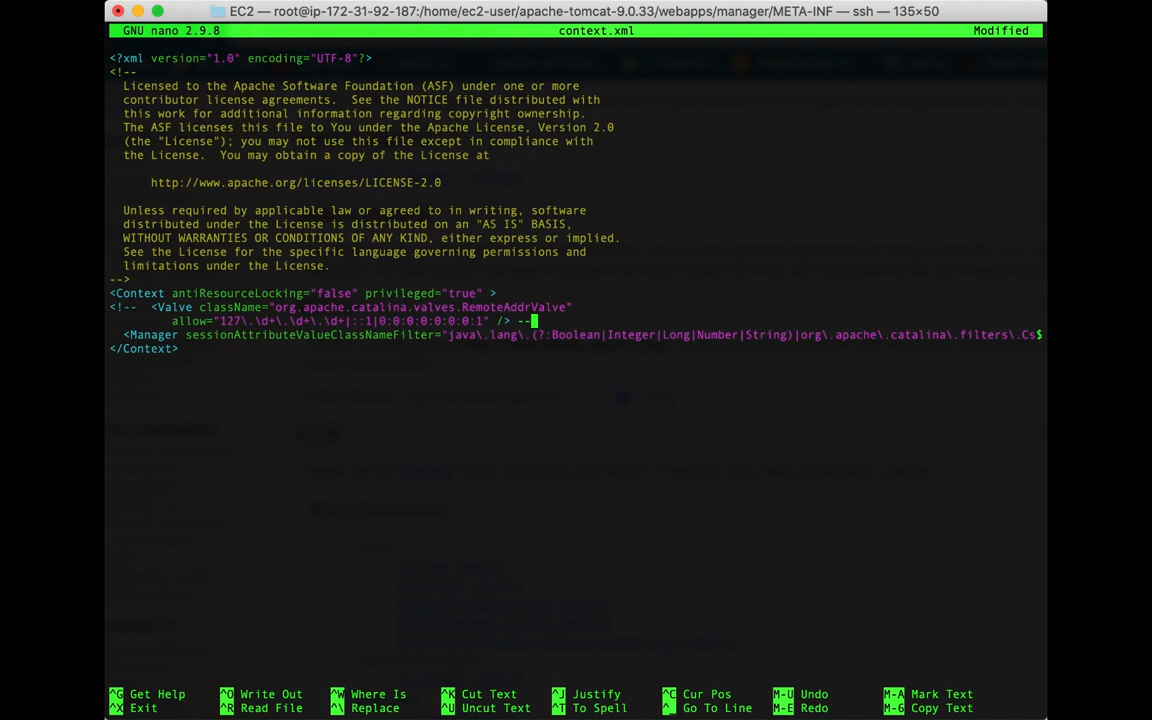 EC2 — root@ip-172-31-92-187:/home/ec2-user/apache-tomcat-9.0.33/webapps/manager/META-INF — ssh — 135×50
GNU nano 2.9.8 context.xml Modified
<?xml version="1.0" encoding="UTF-8"?>
<!--
Licensed to the Apache Software Foundation (ASF) under one or more
contributor license agreements.  See the NOTICE file distributed with
this work for additional information regarding copyright ownership.
The ASF licenses this file to You under the Apache License, Version 2.0
(the "License"); you may not use this file except in compliance with
the License.  You may obtain a copy of the License at
http://www.apache.org/licenses/LICENSE-2.0
Unless required by applicable law or agreed to in writing, software
distributed under the License is distributed on an "AS IS" BASIS,
WITHOUT WARRANTIES OR CONDITIONS OF ANY KIND, either express or implied.
See the License for the specific language governing permissions and
limitations under the License.
-->
<Context antiResourceLocking="false" privileged="true" >
<!--  <Valve className="org.apache.catalina.valves.RemoteAddrValve"
allow="127\.\d+\.\d+\.\d+|::1|0:0:0:0:0:0:0:1" /> --
<Manager sessionAttributeValueClassNameFilter="java\.lang\.(?:Boolean|Integer|Long|Number|String)|org\.apache\.catalina\.filters\.Cs$
</Context>
^G Get Help ^O Write Out ^W Where Is ^K Cut Text ^J Justify ^C Cur Pos M-U Undo M-A Mark Text
^X Exit ^R Read File ^\ Replace ^U Uncut Text ^T To Spell ^_ Go To Line M-E Redo M-6 Copy Text